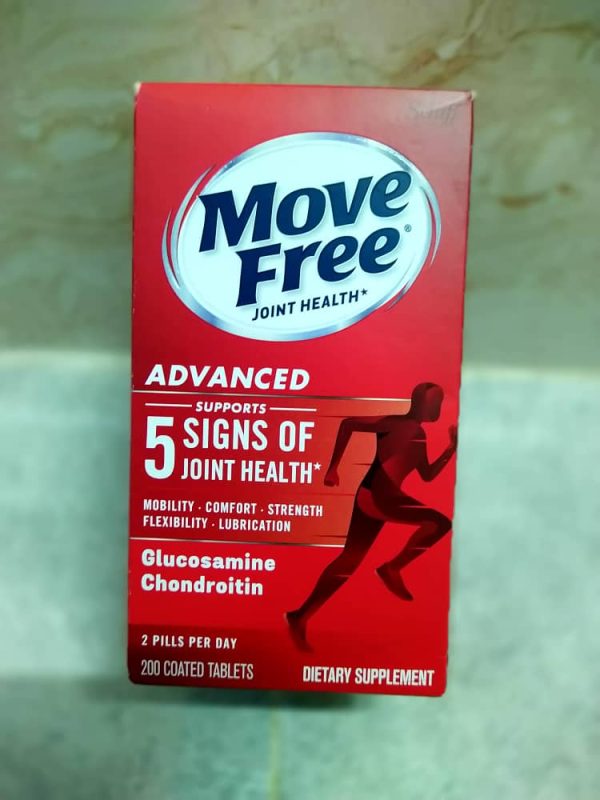 Schiff
Move
Free®
JOINT HEALTH*
ADVANCED
SUPPORTS
5 SIGNS OF
JOINT HEALTH*
MOBILITY · COMFORT · STRENGTH
FLEXIBILITY · LUBRICATION
Glucosamine
Chondroitin
2 PILLS PER DAY
200 COATED TABLETS DIETARY SUPPLEMENT